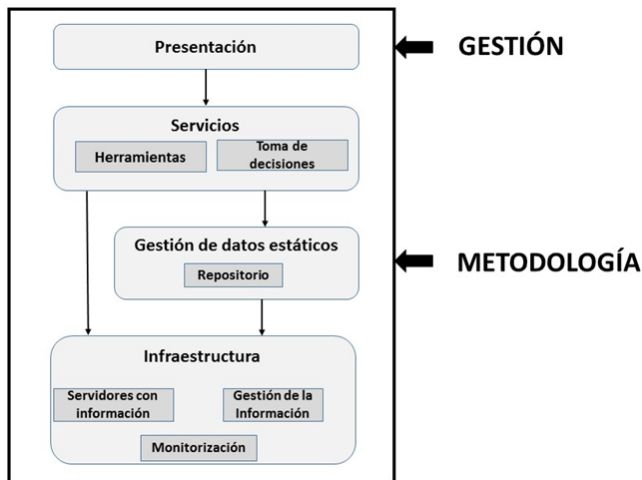 Presentación
GESTIÓN
Servicios
Herramientas
Toma de
decisiones
Gestión de datos estáticos
Repositorio
METODOLOGÍA
Infraestructura
Servidores con
información
Gestión de la
Información
Monitorización